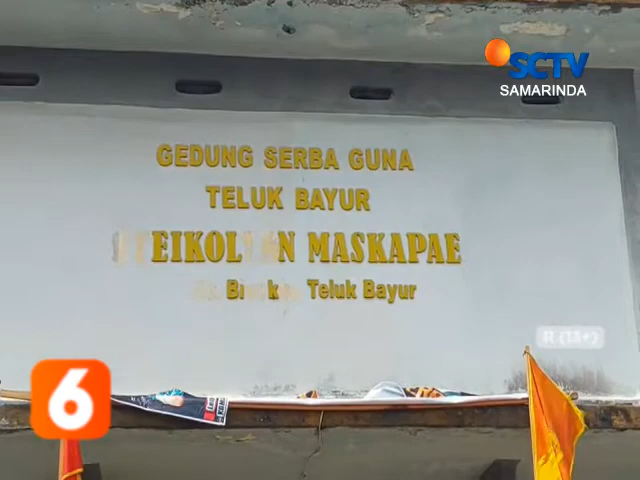 SCTV
SAMARINDA
GEDUNG SERBA GUNA
TELUK BAYUR
MASKAPAE
Teluk Bayur
R (13+)
6